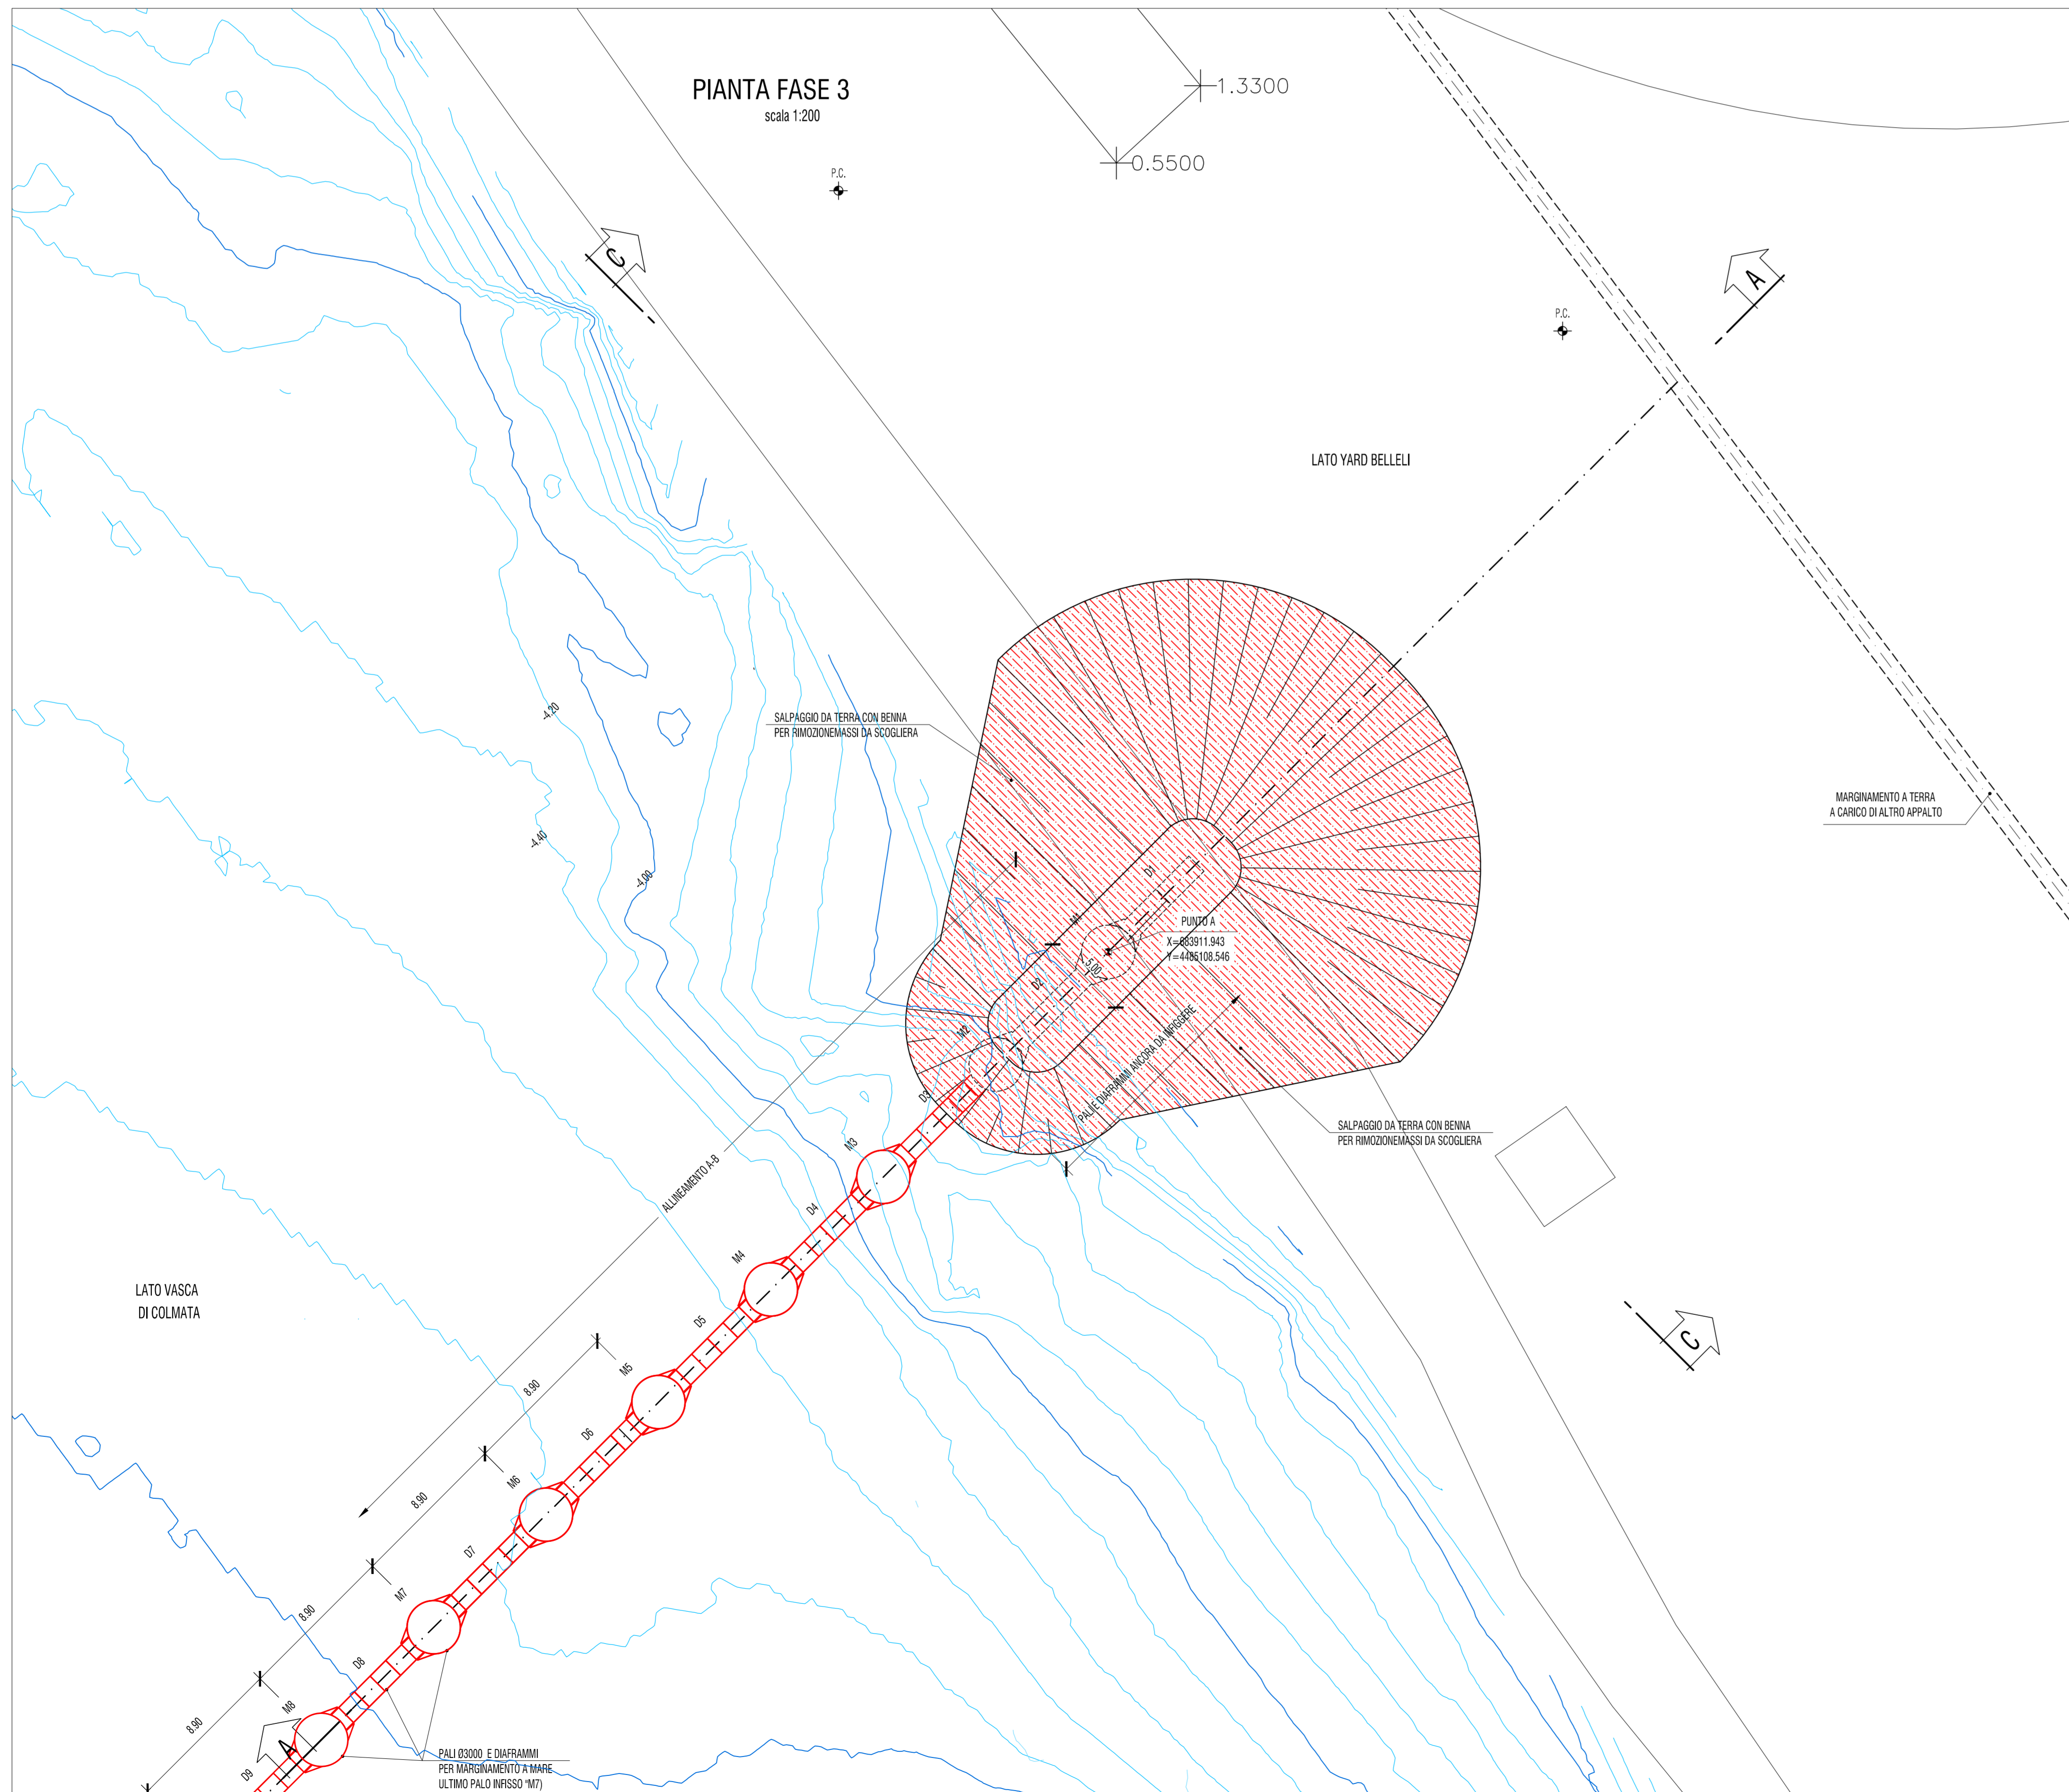 PIANTA FASE 3
scala 1:200
1.3300
0.5500
P.C.
C
A
P.C.
LATO YARD BELLELI
-4.20
SALPAGGIO DA TERRA CON BENNA
PER RIMOZIONEMASSI DA SCOGLIERA
MARGINAMENTO A TERRA
A CARICO DI ALTRO APPALTO
-4.40
-4.00
D1
M1
PUNTO A
X=683911.943
Y=4485108.546
5.00
D2
M2
PALI E DIAFRAMMI ANCORA DA INFIGGERE
D3
SALPAGGIO DA TERRA CON BENNA
PER RIMOZIONEMASSI DA SCOGLIERA
M3
ALLINEAMENTO A-B
D4
M4
LATO VASCA
DI COLMATA
D5
C
M5
8.90
D6
M6
8.90
D7
M7
8.90
D8
M8
8.90
A
D9
PALI Ø3000 E DIAFRAMMI
PER MARGINAMENTO A MARE
ULTIMO PALO INFISSO "M7)